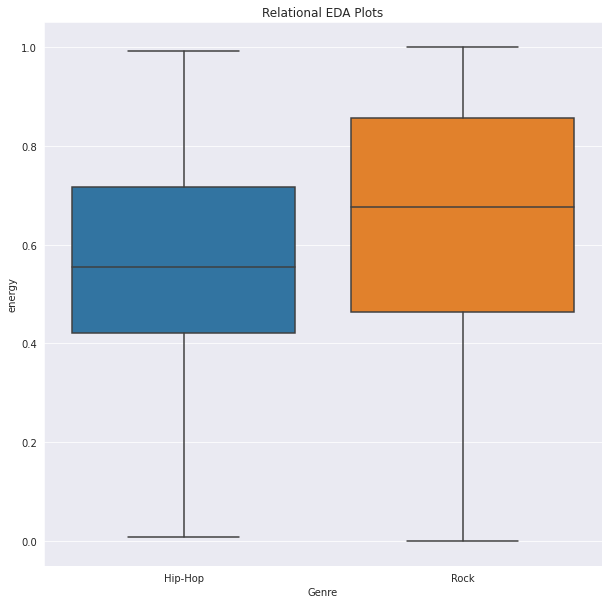 Relational EDA Plots
1.0
0.8
0.6
0.4
0.2
0.0
energy
Hip-Hop
Rock
Genre